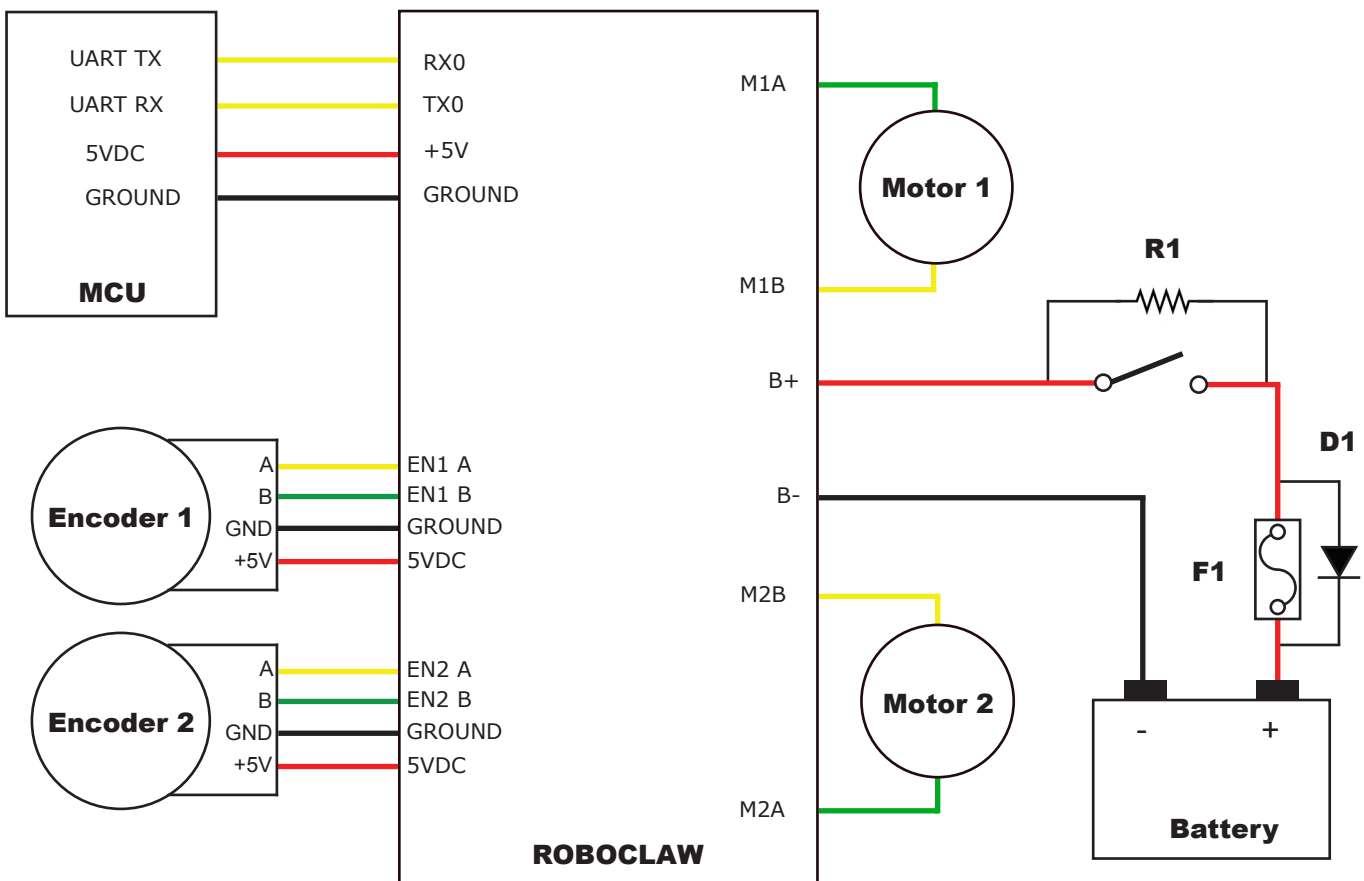 UART TX
UART RX
5VDC
GROUND
MCU
RX0
TX0
+5V
GROUND
M1A
Motor 1
M1B
R1
B+
D1
B-
F1
Encoder 1
A
B
GND
+5V
EN1 A
EN1 B
GROUND
5VDC
Encoder 2
A
B
GND
+5V
EN2 A
EN2 B
GROUND
5VDC
M2B
Motor 2
M2A
-
+
Battery
ROBOCLAW